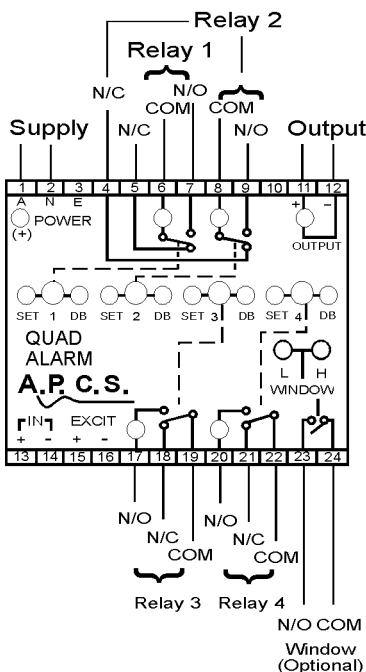 Relay 2
Relay 1
N/C N/O
COM COM
N/C N/O
Supply Output
1 2 3 4 5 6 7 8 9 10 11 12
A N E + -
POWER
(+) OUTPUT
SET 1 DB SET 2 DB SET 3 DB SET 4 DB
QUAD
ALARM
A.P.C.S.
L H
WINDOW
IN EXCIT
+ - + -
13 14 15 16 17 18 19 20 21 22 23 24
N/O N/O
N/C N/C
COM COM
Relay 3 Relay 4
N/O COM
Window
(Optional)